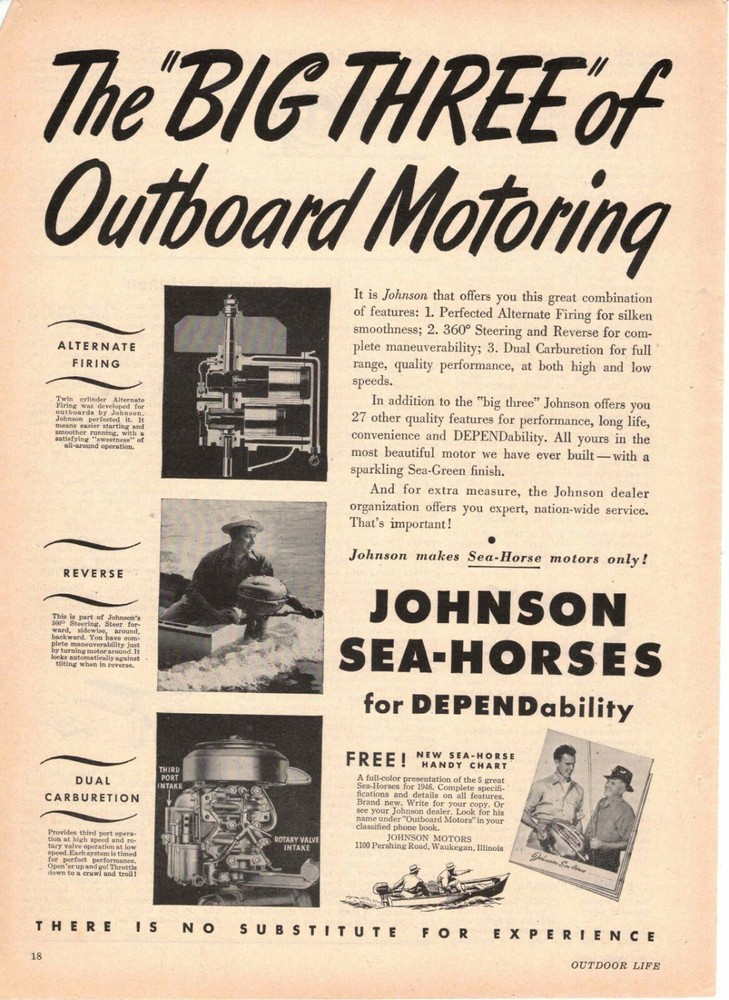 The "BIG THREE" of
Outboard Motoring
ALTERNATE
FIRING
Twin cylinder Alternate
Firing was developed for
outboards by Johnson.
Johnson perfected it. It
means easier starting and
smoother running, with a
satisfying "sweetness" of
all-around operation.
It is Johnson that offers you this great combination
of features: 1. Perfected Alternate Firing for silken
smoothness; 2. 360° Steering and Reverse for com-
plete maneuverability; 3. Dual Carburetion for full
range, quality performance, at both high and low
speeds.
In addition to the "big three" Johnson offers you
27 other quality features for performance, long life,
convenience and DEPENDability. All yours in the
most beautiful motor we have ever built—with a
sparkling Sea-Green finish.
And for extra measure, the Johnson dealer
organization offers you expert, nation-wide service.
That's important!
Johnson makes Sea-Horse motors only!
REVERSE
This is part of Johnson's
360° Steering. Steer for-
ward, sidewise, around,
backward. You have com-
plete maneuverability just
by turning motor around. It
locks automatically against
tilting when in reverse.
JOHNSON
SEA-HORSES
for DEPENDability
DUAL
CARBURETION
Provides third port opera-
tion at high speed and ro-
tary valve operation at low
speed. Each system is timed
for perfect performance.
Open 'er up and go! Throttle
down to a crawl and troll!
THIRD
PORT
INTAKE
ROTARY VALVE
INTAKE
FREE! NEW SEA-HORSE
HANDY CHART
A full-color presentation of the 5 great
Sea-Horses for 1946. Complete specifi-
fications and details on all features.
Brand new. Write for your copy. Or
see your Johnson dealer. Look for his
name under "Outboard Motors" in your
classified phone book.
JOHNSON MOTORS
1100 Pershing Road, Waukegan, Illinois
Johnson Sea-Horse
THERE IS NO SUBSTITUTE FOR EXPERIENCE
18
OUTDOOR LIFE